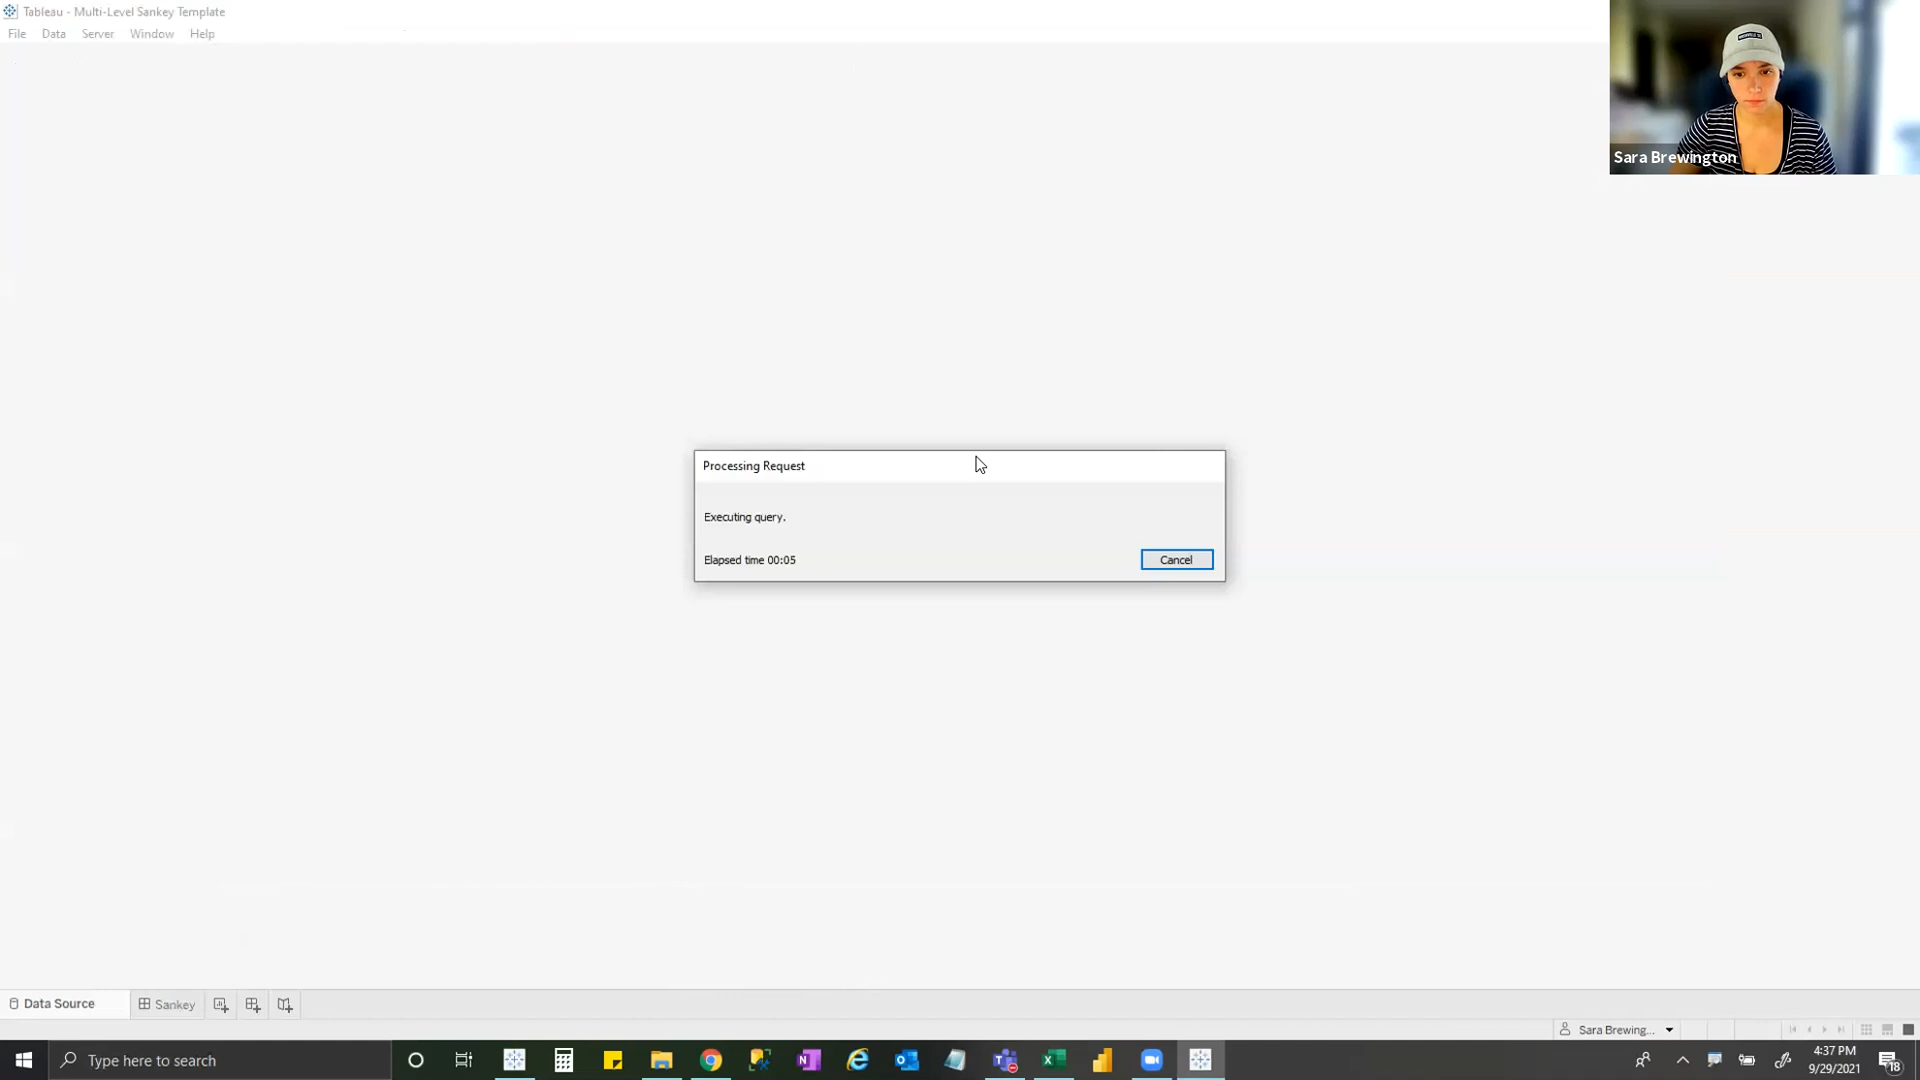 Tableau - Multi-Level Sankey Template
File Data Server Window Help
Sara Brewington
Processing Request
Executing query.
Elapsed time 00:05
Cancel
Data Source
Sankey
Sara Brewing...
Type here to search
4:37 PM
9/29/2021
18